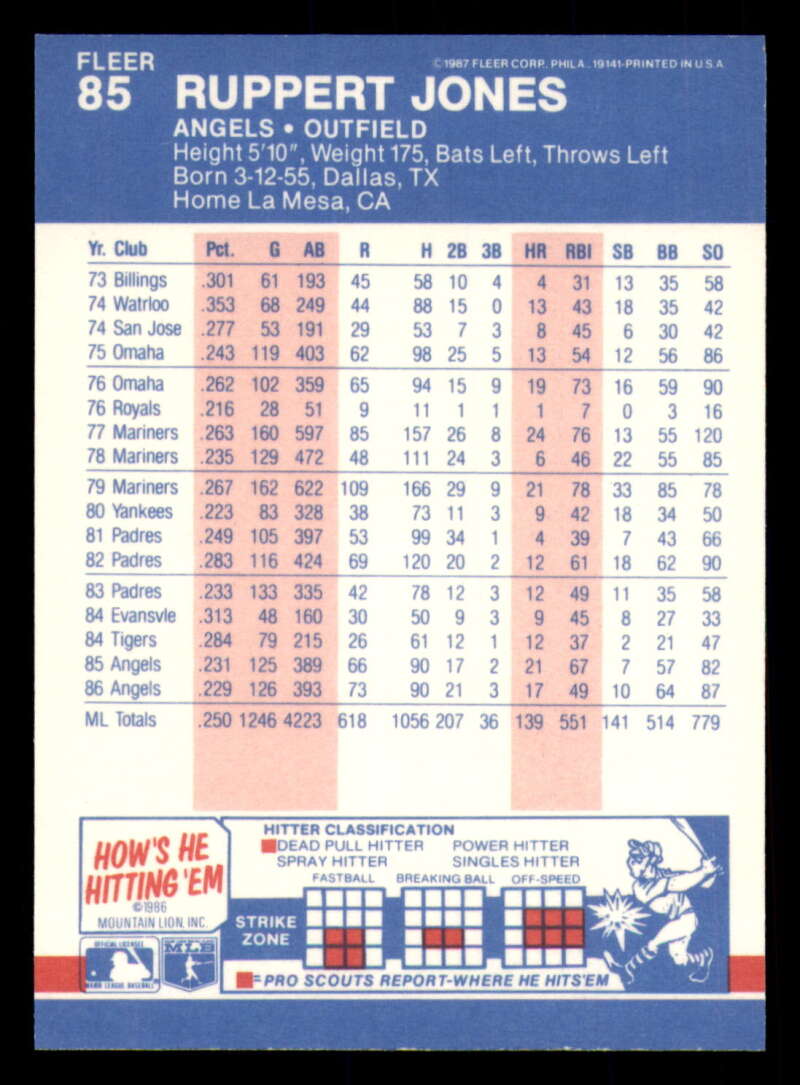 FLEER ©1987 FLEER CORP. PHILA. 19141-PRINTED IN U.S.A.
85 RUPPERT JONES
ANGELS • OUTFIELD
Height 5'10", Weight 175, Bats Left, Throws Left
Born 3-12-55, Dallas, TX
Home La Mesa, CA
Yr. Club Pct. G AB R H 2B 3B HR RBI SB BB SO
73 Billings .301 61 193 45 58 10 4 4 31 13 35 58
74 Watrloo .353 68 249 44 88 15 0 13 43 18 35 42
74 San Jose .277 53 191 29 53 7 3 8 45 6 30 42
75 Omaha .243 119 403 62 98 25 5 13 54 12 56 86
76 Omaha .262 102 359 65 94 15 9 19 73 16 59 90
76 Royals .216 28 51 9 11 1 1 1 7 0 3 16
77 Mariners .263 160 597 85 157 26 8 24 76 13 55 120
78 Mariners .235 129 472 48 111 24 3 6 46 22 55 85
79 Mariners .267 162 622 109 166 29 9 21 78 33 85 78
80 Yankees .223 83 328 38 73 11 3 9 42 18 34 50
81 Padres .249 105 397 53 99 34 1 4 39 7 43 66
82 Padres .283 116 424 69 120 20 2 12 61 18 62 90
83 Padres .233 133 335 42 78 12 3 12 49 11 35 58
84 Evansvle .313 48 160 30 50 9 3 9 45 8 27 33
84 Tigers .284 79 215 26 61 12 1 12 37 2 21 47
85 Angels .231 125 389 66 90 17 2 21 67 7 57 82
86 Angels .229 126 393 73 90 21 3 17 49 10 64 87
ML Totals .250 1246 4223 618 1056 207 36 139 551 141 514 779
HOW'S HE
HITTING 'EM
©1986
MOUNTAIN LION, INC.
OFFICIAL LICENSEE
MAJOR LEAGUE BASEBALL
MLB
HITTER CLASSIFICATION
DEAD PULL HITTER POWER HITTER
SPRAY HITTER SINGLES HITTER
FASTBALL BREAKING BALL OFF-SPEED
STRIKE
ZONE
=PRO SCOUTS REPORT-WHERE HE HITS 'EM